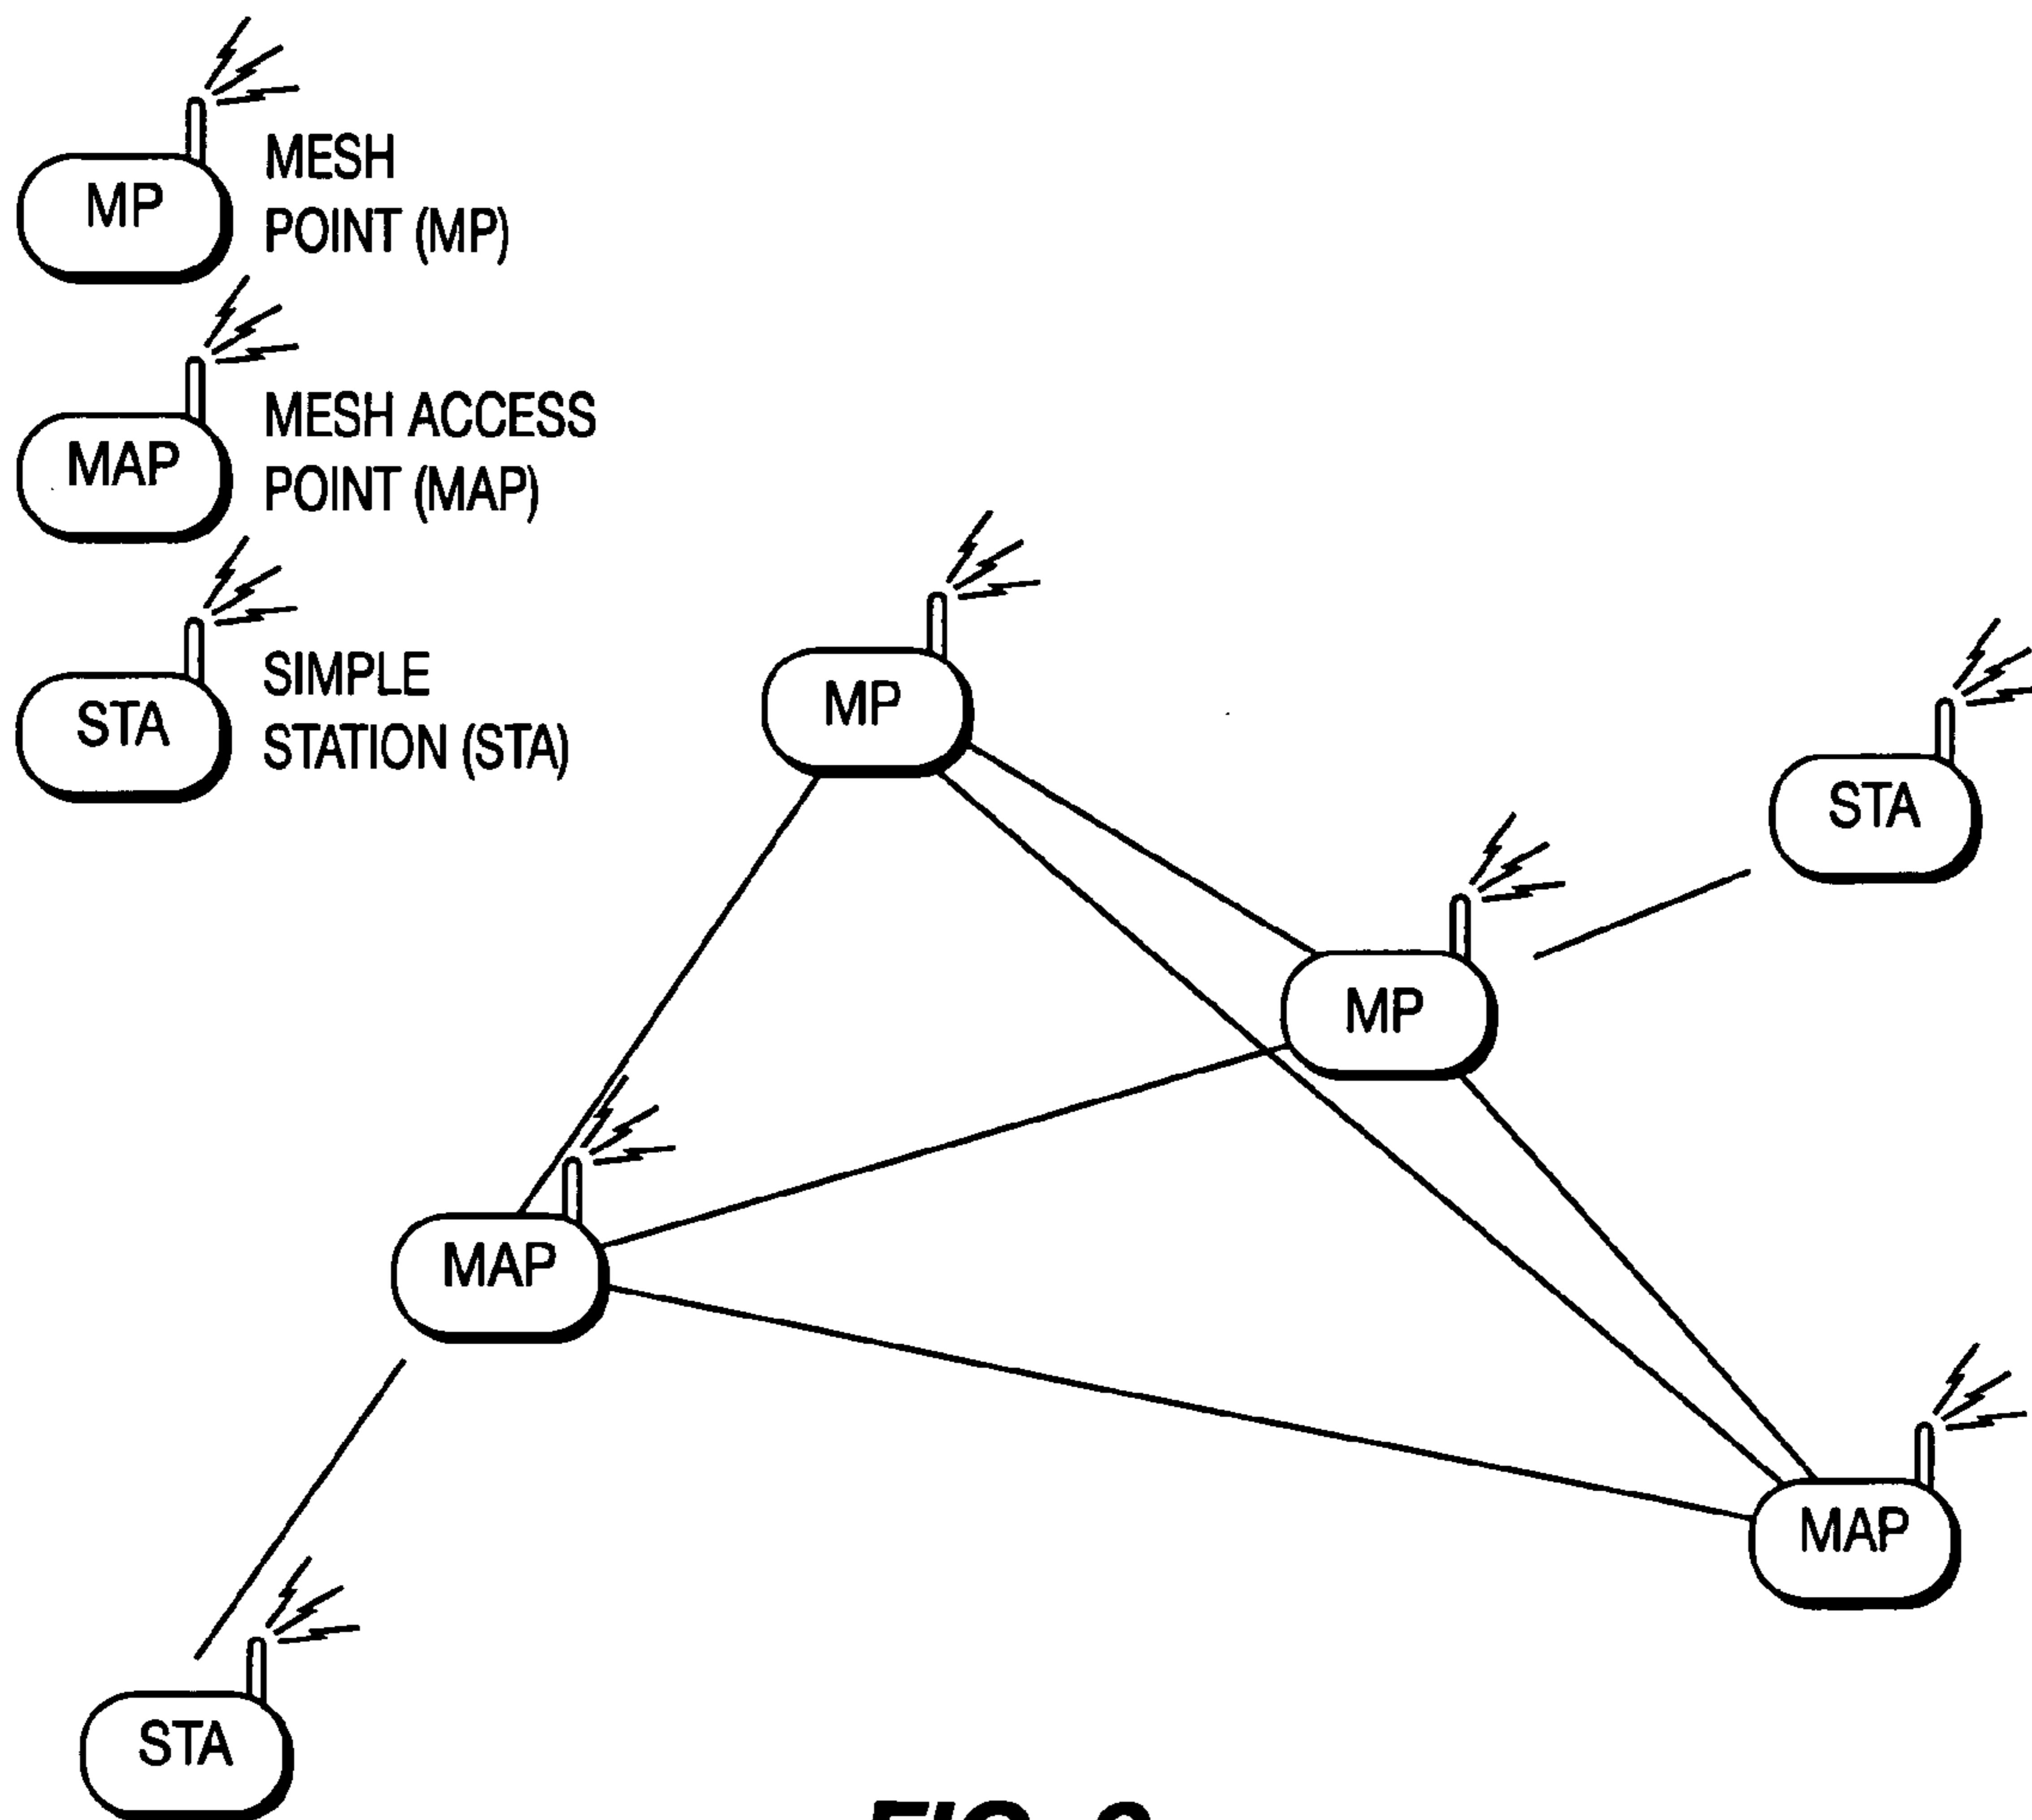 MP
MESH
POINT (MP)
MAP
MESH ACCESS
POINT (MAP)
STA
SIMPLE
STATION (STA)
MP
STA
MP
MAP
MAP
STA